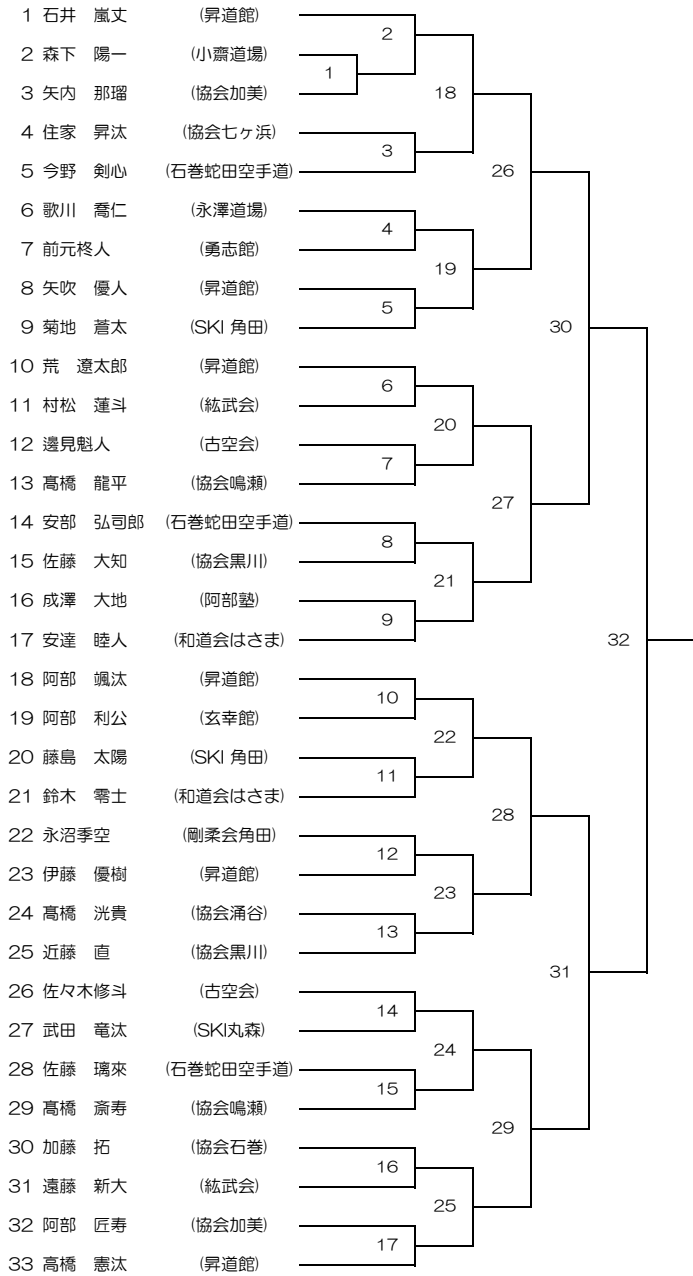 1 石井 嵐丈 (昇道館)
2
2 森下 陽一 (小齋道場)
1
3 矢内 那瑠 (協会加美)
18
4 住家 昇汰 (協会七ヶ浜)
3
5 今野 剣心 (石巻蛇田空手道)
26
6 歌川 喬仁 (永澤道場)
4
7 前元柊人 (勇志館)
19
8 矢吹 優人 (昇道館)
5
9 菊地 蒼太 (SKI 角田)
30
10 荒 遼太郎 (昇道館)
6
11 村松 蓮斗 (紘武会)
20
12 邊見魁人 (古空会)
7
13 髙橋 龍平 (協会鳴瀬)
27
14 安部 弘司郎 (石巻蛇田空手道)
8
15 佐藤 大知 (協会黒川)
21
16 成澤 大地 (阿部塾)
9
17 安達 睦人 (和道会はさま)
32
18 阿部 颯汰 (昇道館)
10
19 阿部 利公 (玄幸館)
22
20 藤島 太陽 (SKI 角田)
11
21 鈴木 零士 (和道会はさま)
28
22 永沼季空 (剛柔会角田)
12
23 伊藤 優樹 (昇道館)
23
24 髙橋 洸貴 (協会涌谷)
13
25 近藤 直 (協会黒川)
31
26 佐々木修斗 (古空会)
14
27 武田 竜汰 (SKI丸森)
24
28 佐藤 璃來 (石巻蛇田空手道)
15
29 髙橋 斎寿 (協会鳴瀬)
29
30 加藤 拓 (協会石巻)
16
31 遠藤 新大 (紘武会)
25
32 阿部 匠寿 (協会加美)
17
33 高橋 憲汰 (昇道館)